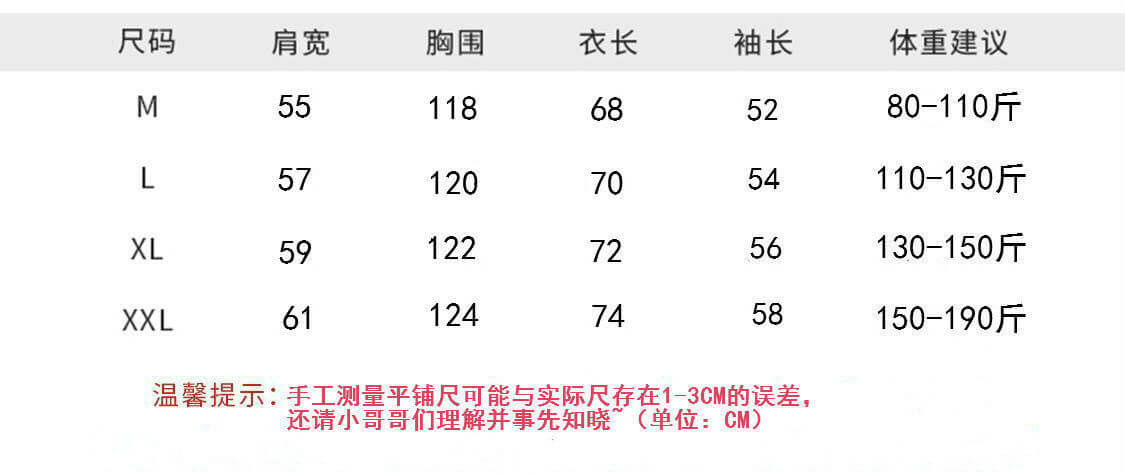 尺码 肩宽 胸围 衣长 袖长 体重建议
M 55 118 68 52 80-110斤
L 57 120 70 54 110-130斤
XL 59 122 72 56 130-150斤
XXL 61 124 74 58 150-190斤
温馨提示：手工测量平铺尺可能与实际尺存在1-3CM的误差，
还请小哥哥们理解并事先知晓~（单位：CM）